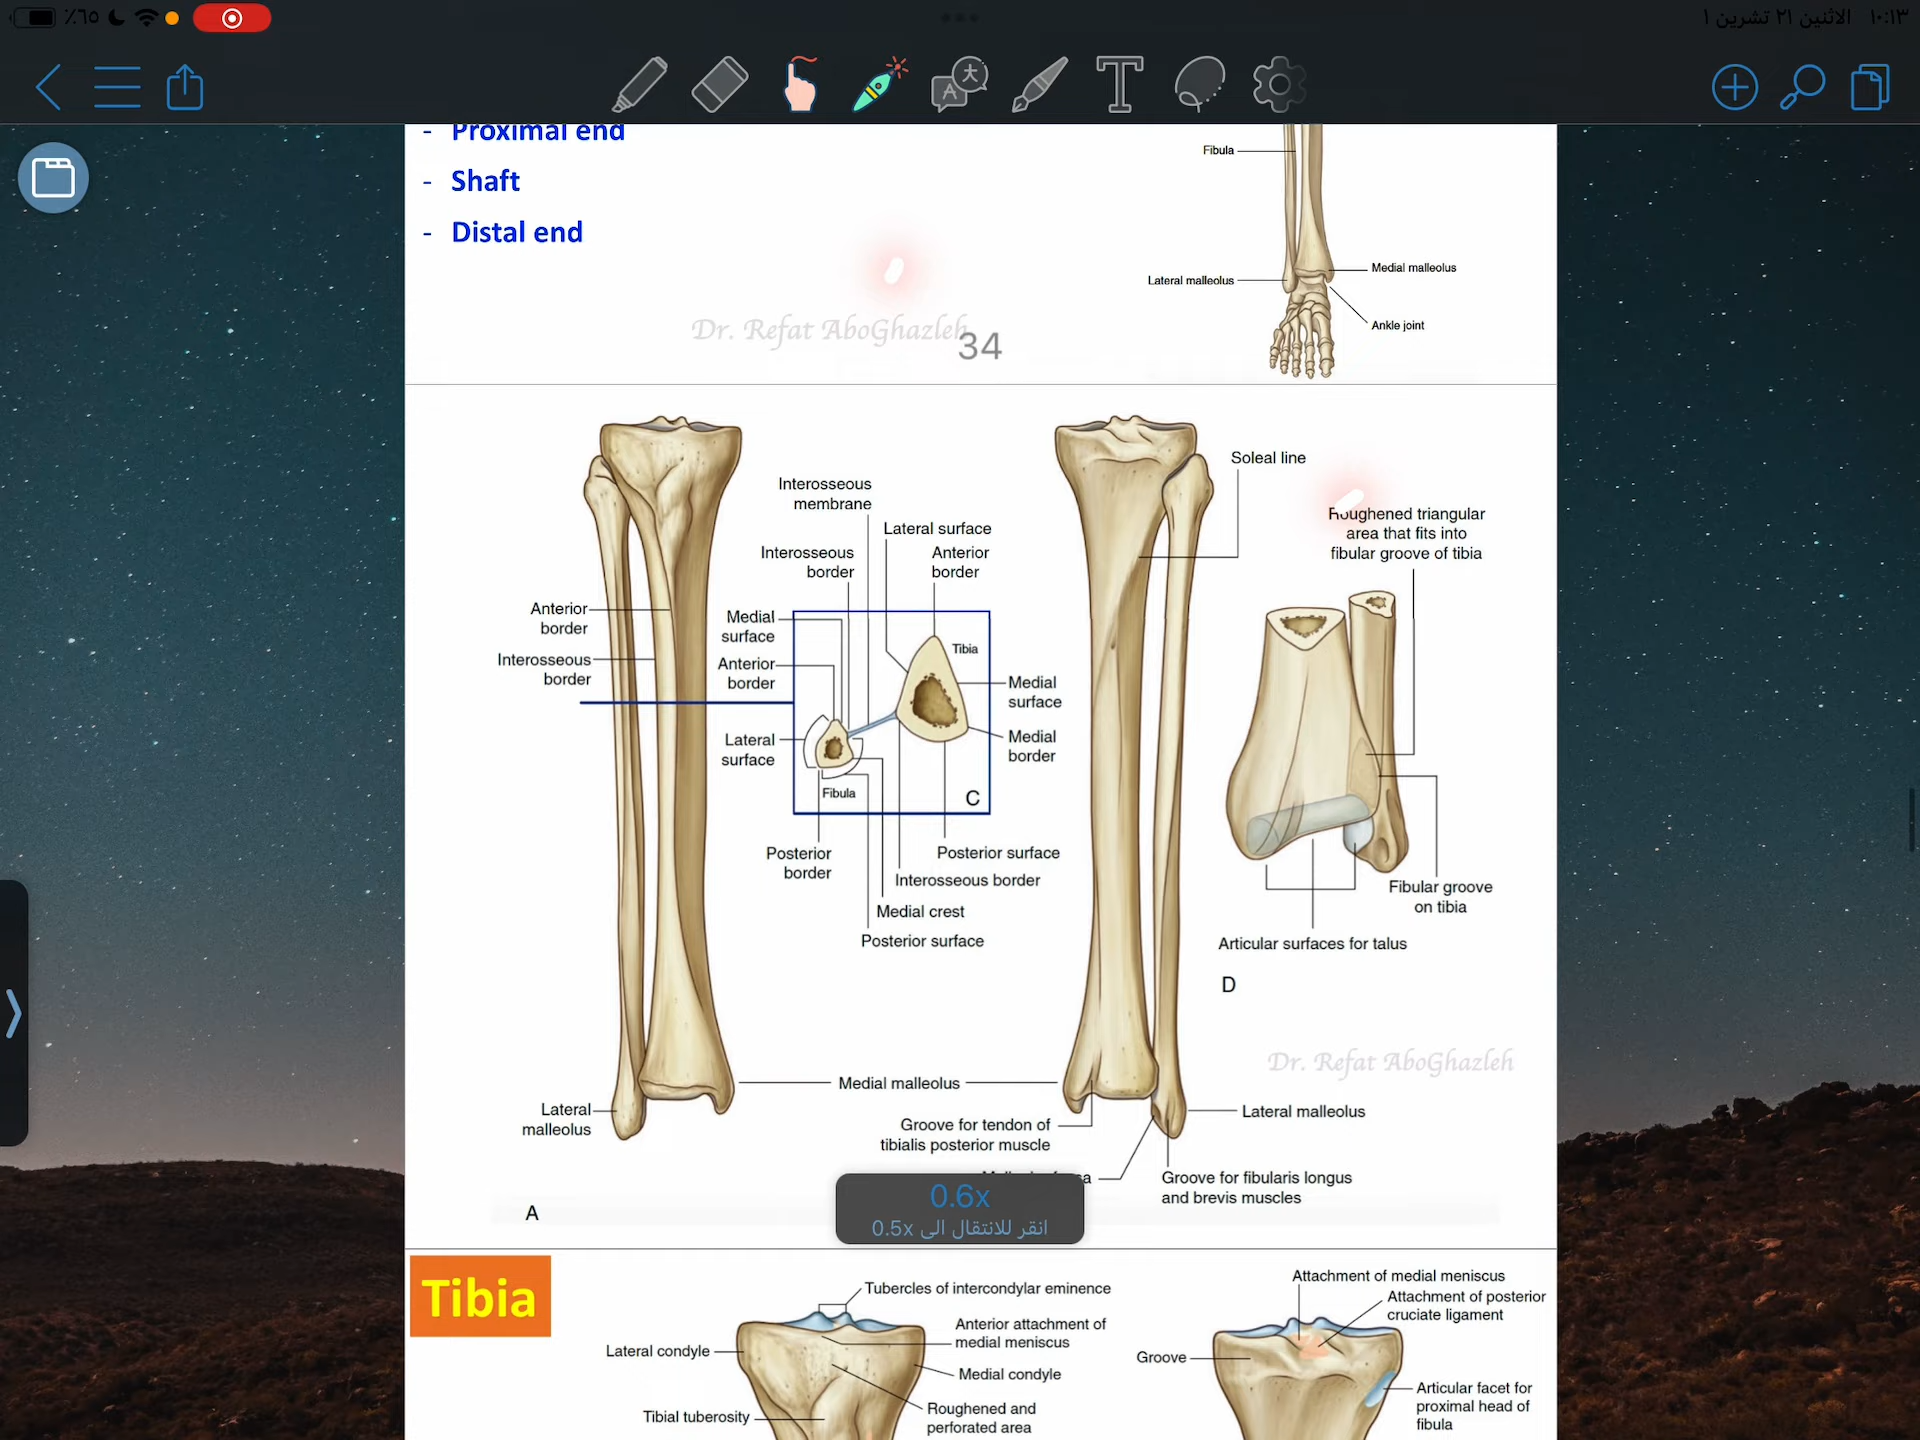 ٪٦٥
١٠:١٣ الاثنين ٢١ تشرين ١
- Proximal end
- Shaft
- Distal end
Fibula
Medial malleolus
Lateral malleolus
Ankle joint
Dr. Refat AboGhazleh
34
Interosseous
membrane
Lateral surface
Interosseous
border
Anterior
border
Anterior
border
Interosseous
border
Medial
surface
Anterior
border
Lateral
surface
Tibia
Medial
surface
Medial
border
Fibula
C
Posterior
border
Posterior surface
Interosseous border
Medial crest
Posterior surface
Soleal line
Roughened triangular
area that fits into
fibular groove of tibia
Fibular groove
on tibia
Articular surfaces for talus
D
Dr. Refat AboGhazleh
Medial malleolus
Lateral
malleolus
Groove for tendon of
tibialis posterior muscle
Lateral malleolus
Groove for fibularis longus
and brevis muscles
A
0.6x
انقر للانتقال الى 0.5x
Tibia
Tubercles of intercondylar eminence
Anterior attachment of
medial meniscus
Lateral condyle
Medial condyle
Tibial tuberosity
Roughened and
perforated area
Attachment of medial meniscus
Attachment of posterior
cruciate ligament
Groove
Articular facet for
proximal head of
fibula